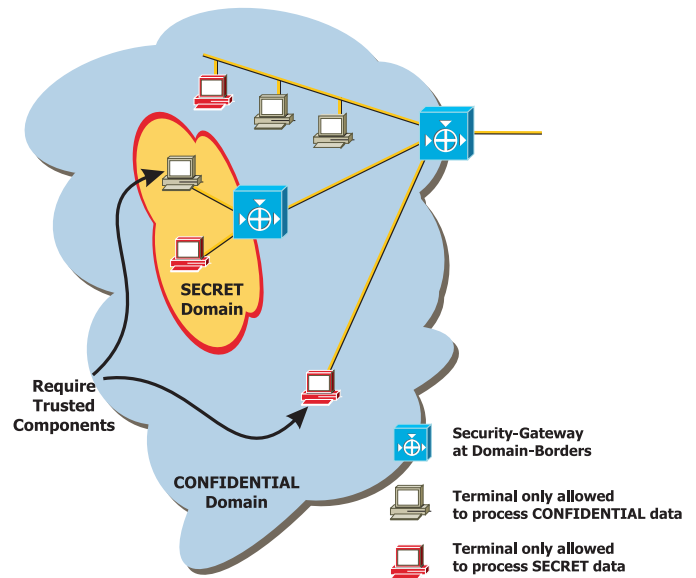 SECRET
Domain
Require
Trusted
Components
CONFIDENTIAL
Domain
Security-Gateway
at Domain-Borders
Terminal only allowed
to process CONFIDENTIAL data
Terminal only allowed
to process SECRET data